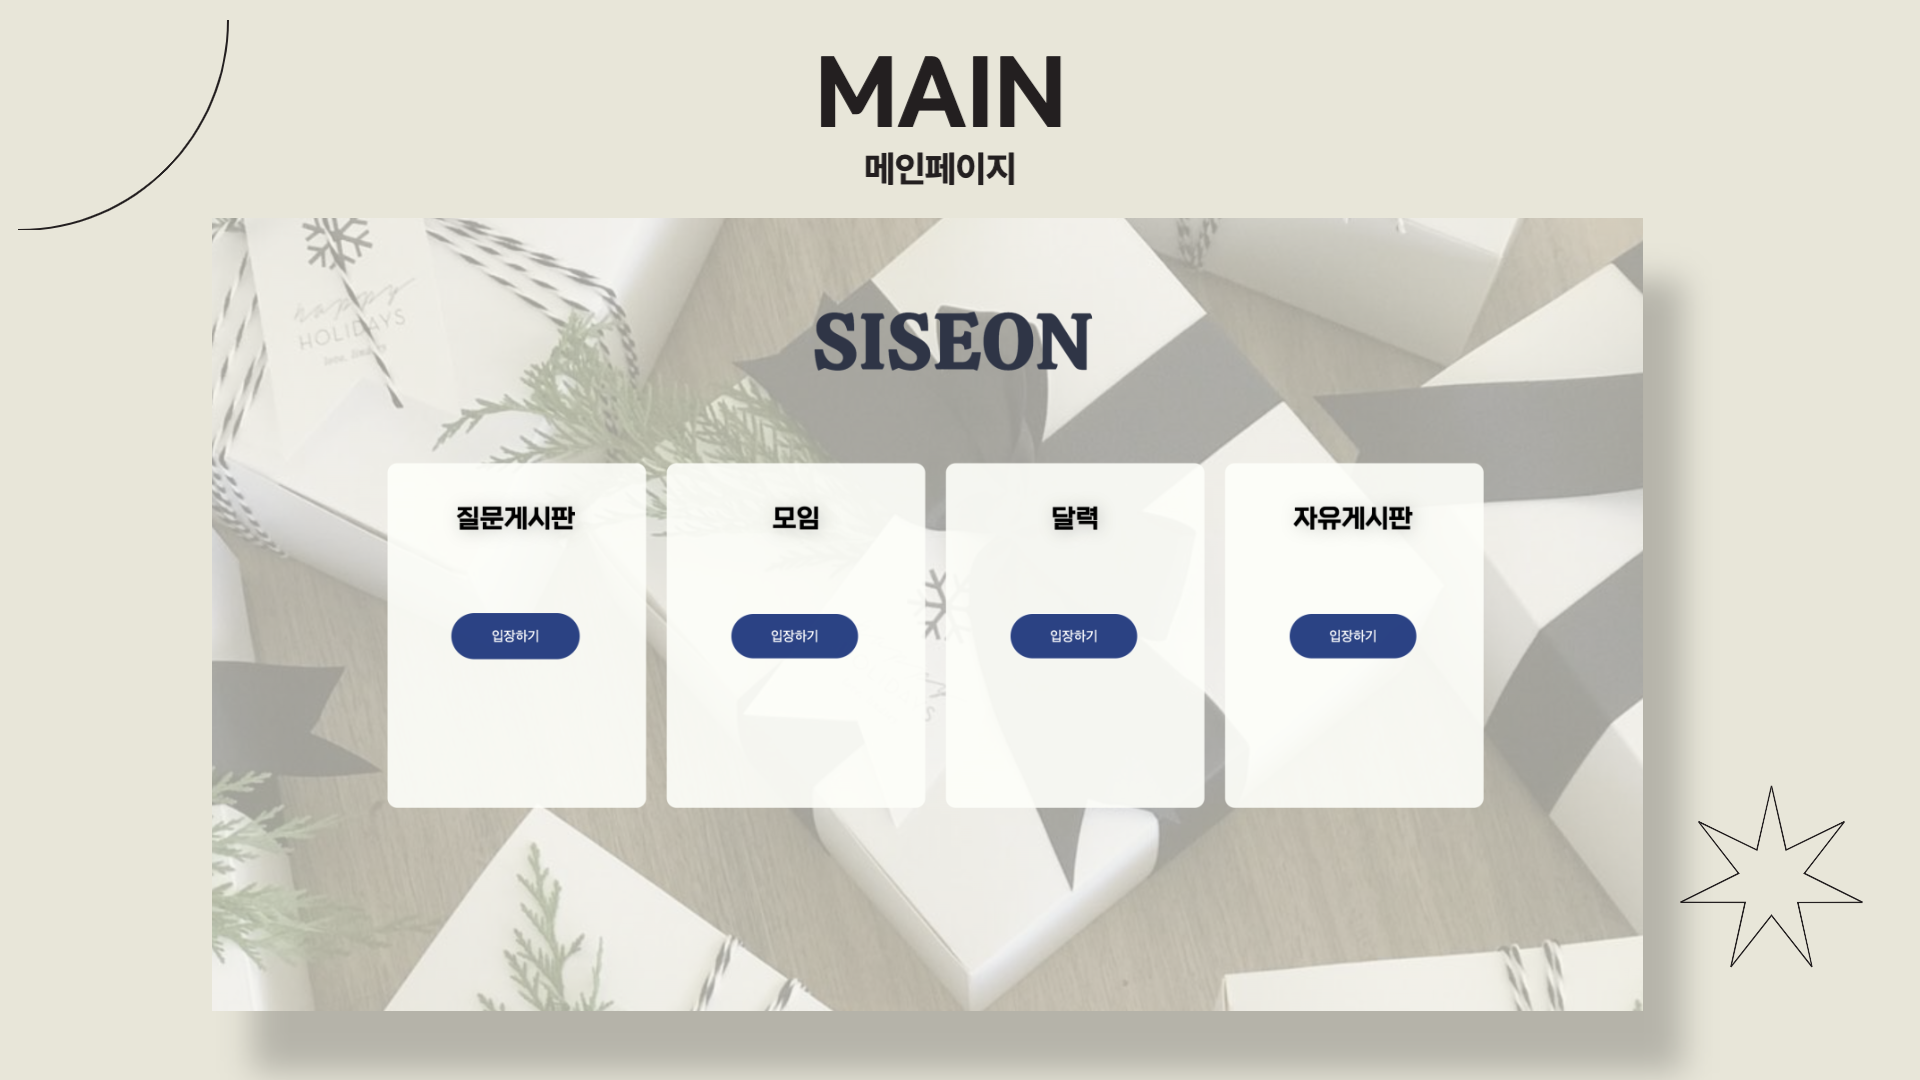 MAIN
메인페이지
happy
HOLIDAYS
SISEON
질문게시판
모임
달력
자유게시판
입장하기
입장하기
입장하기
입장하기